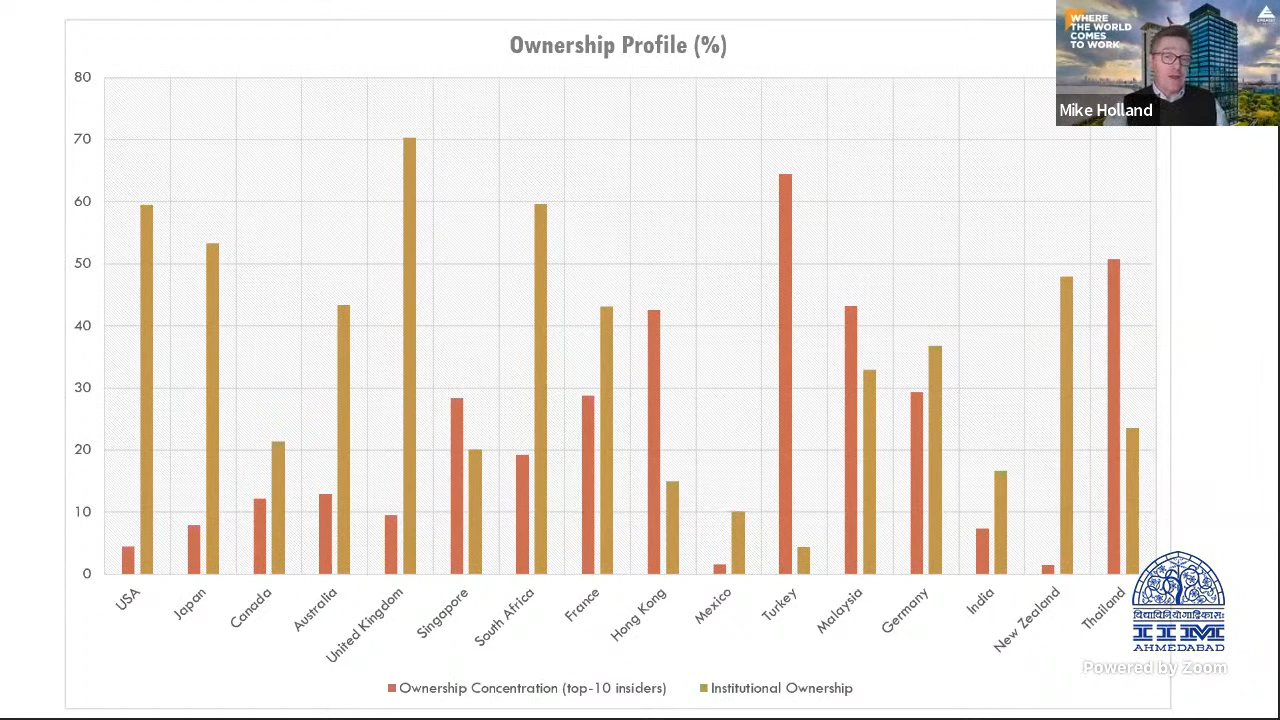 Ownership Profile (%)
80
70
60
50
40
30
20
10
0
USA
Japan
Canada
Australia
United Kingdom
Singapore
South Africa
France
Hong Kong
Mexico
Turkey
Malaysia
Germany
India
New Zealand
Thailand
Ownership Concentration (top-10 insiders)
Institutional Ownership
WHERE
THE WORLD
COMES
TO WORK
EMBASSY
Mike Holland
विद्याविनियोगाद्विकासः
IIM
AHMEDABAD
Powered by Zoom